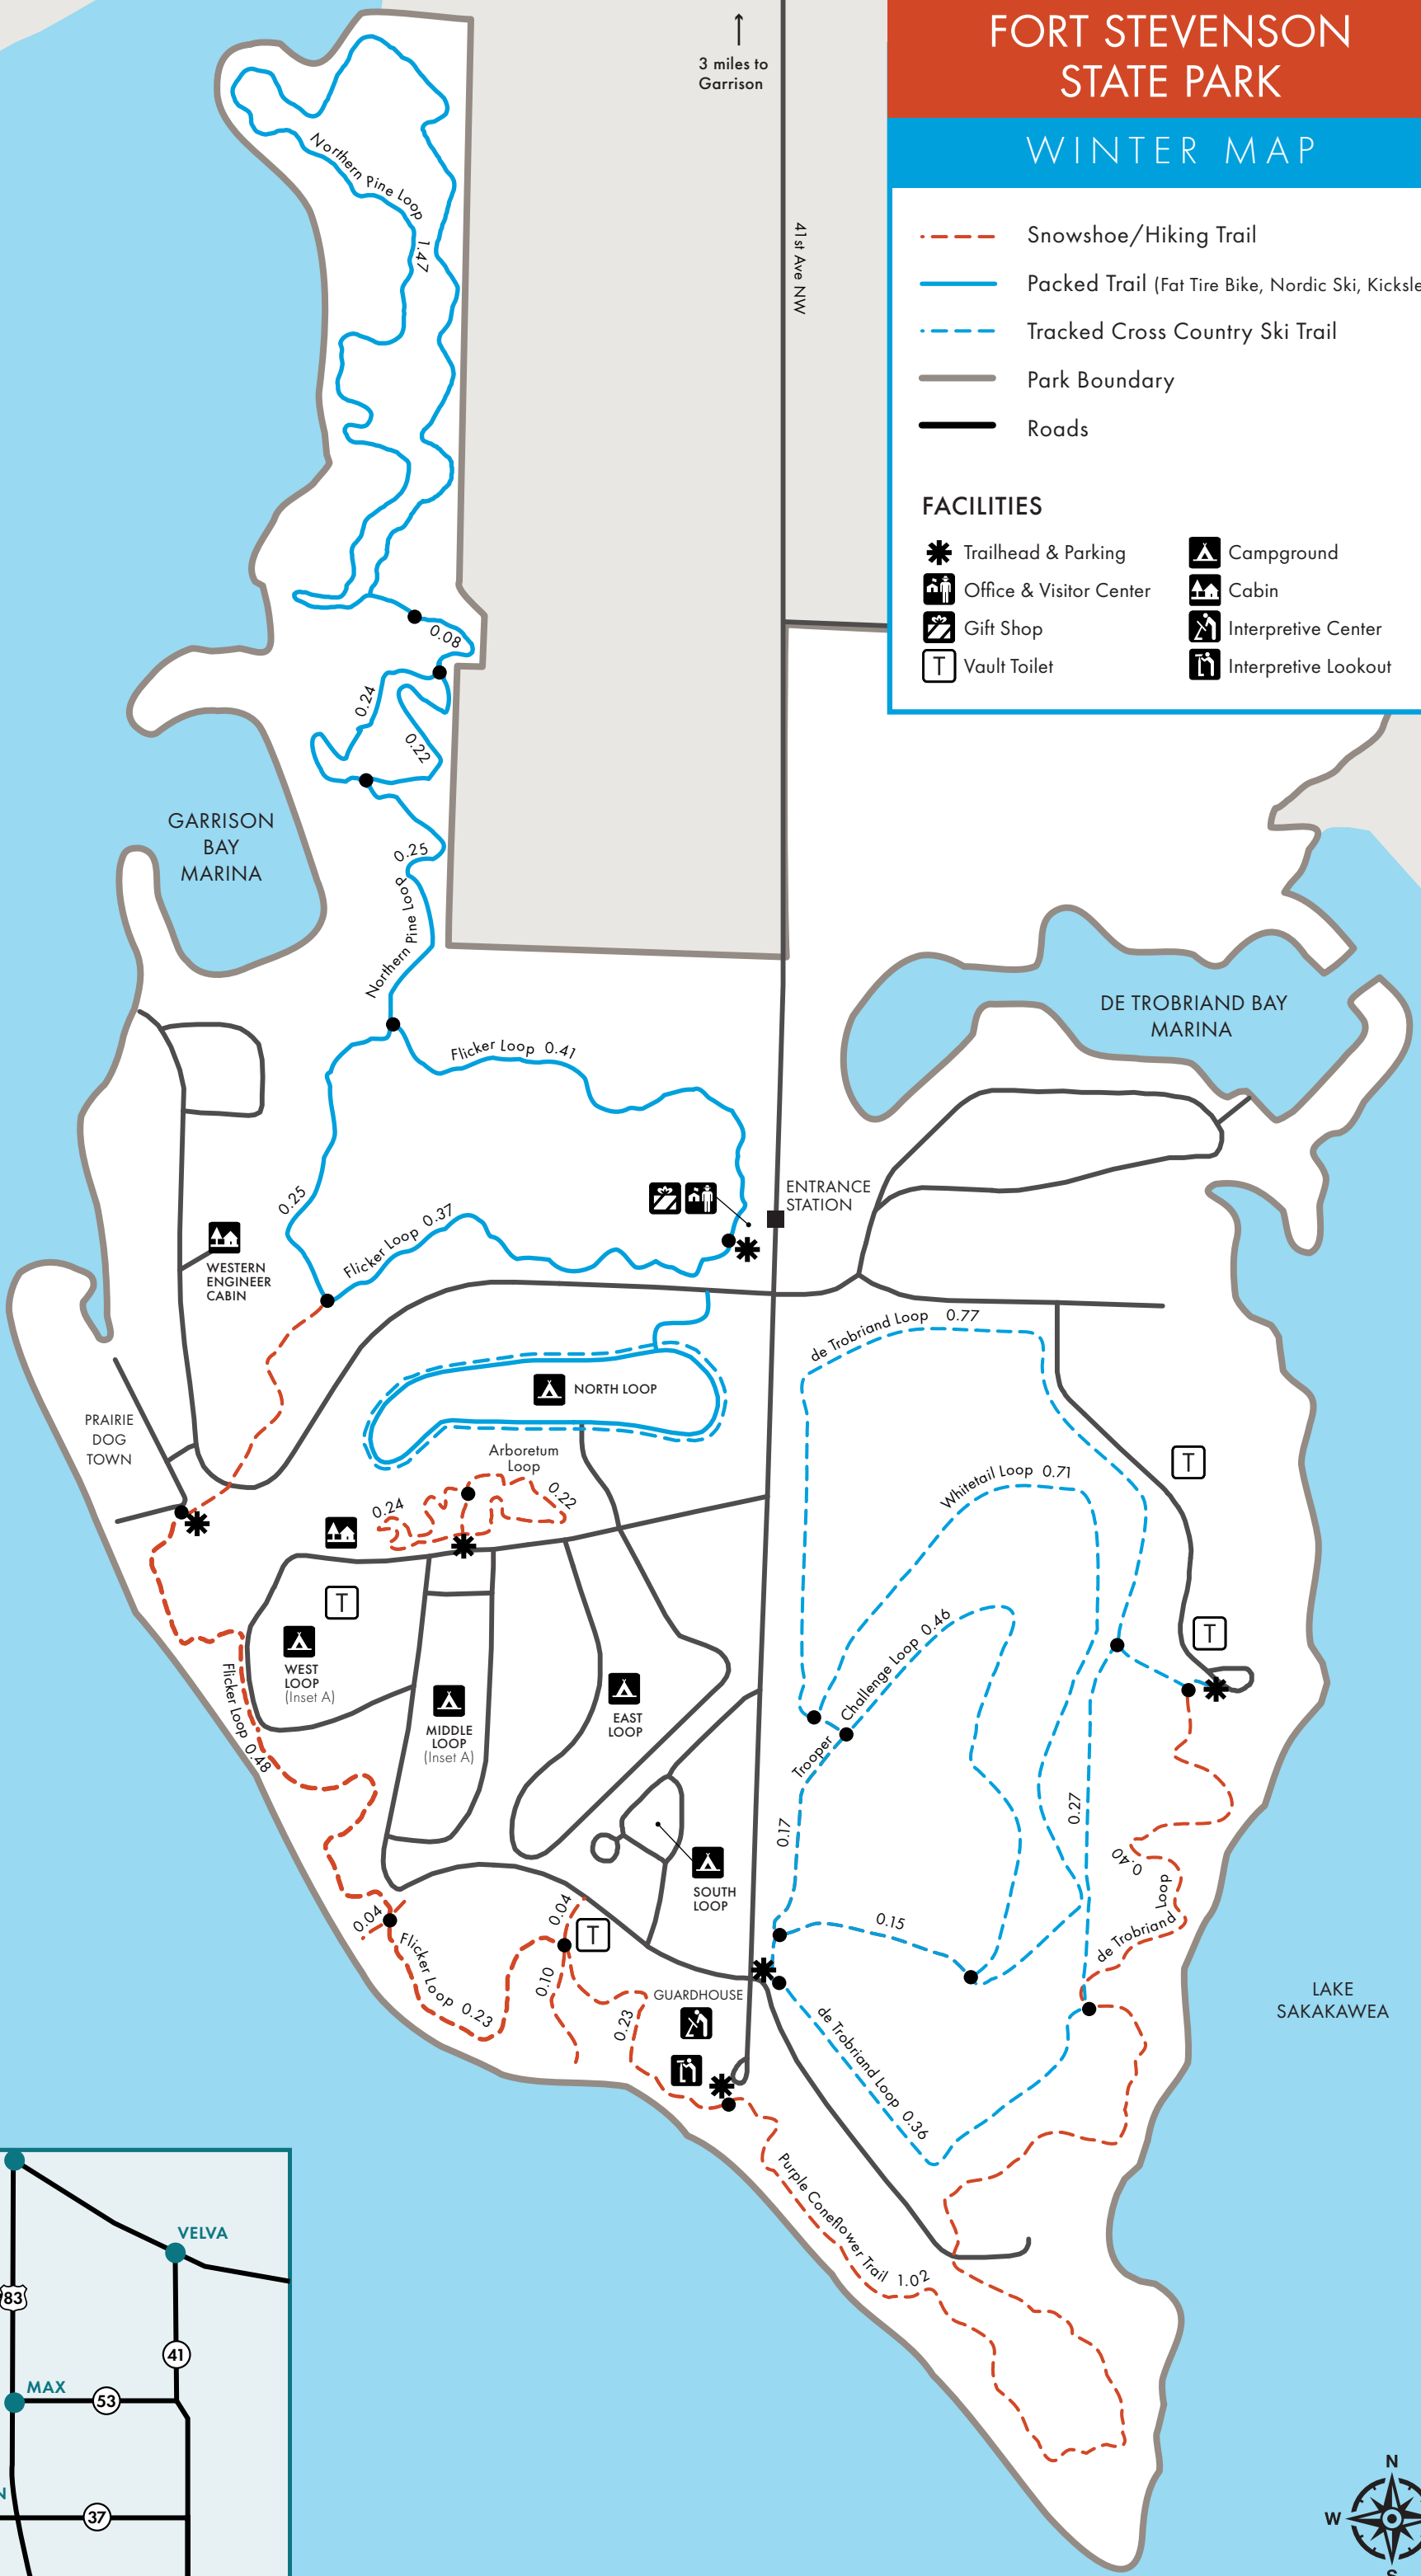 FORT STEVENSON
STATE PARK
WINTER MAP
3 miles to
Garrison
41st Ave NW
Snowshoe/Hiking Trail
Packed Trail (Fat Tire Bike, Nordic Ski, Kicksle
Tracked Cross Country Ski Trail
Park Boundary
Roads
FACILITIES
Trailhead & Parking
Office & Visitor Center
Gift Shop
T Vault Toilet
Campground
Cabin
Interpretive Center
Interpretive Lookout
Northern Pine Loop 1.47
0.08
0.24
0.22
GARRISON
BAY
MARINA
0.25
Northern Pine Loop
DE TROBRIAND BAY
MARINA
Flicker Loop 0.41
ENTRANCE
STATION
0.25
Flicker Loop 0.37
WESTERN
ENGINEER
CABIN
de Trobriand Loop 0.77
NORTH LOOP
PRAIRIE
DOG
TOWN
Arboretum
Loop
0.24
0.22
Whitetail Loop 0.71
T
T
T
WEST
LOOP
(Inset A)
Flicker Loop 0.48
MIDDLE
LOOP
(Inset A)
EAST
LOOP
Trooper Challenge Loop 0.46
0.17
0.27
0.40
de Trobriand Loop
SOUTH
LOOP
0.15
0.04
0.04
T
Flicker Loop 0.23
0.10
0.23
GUARDHOUSE
de Trobriand Loop 0.36
LAKE
SAKAKAWEA
Purple Coneflower Trail 1.02
VELVA
83
41
MAX
53
N
37
N
W
S